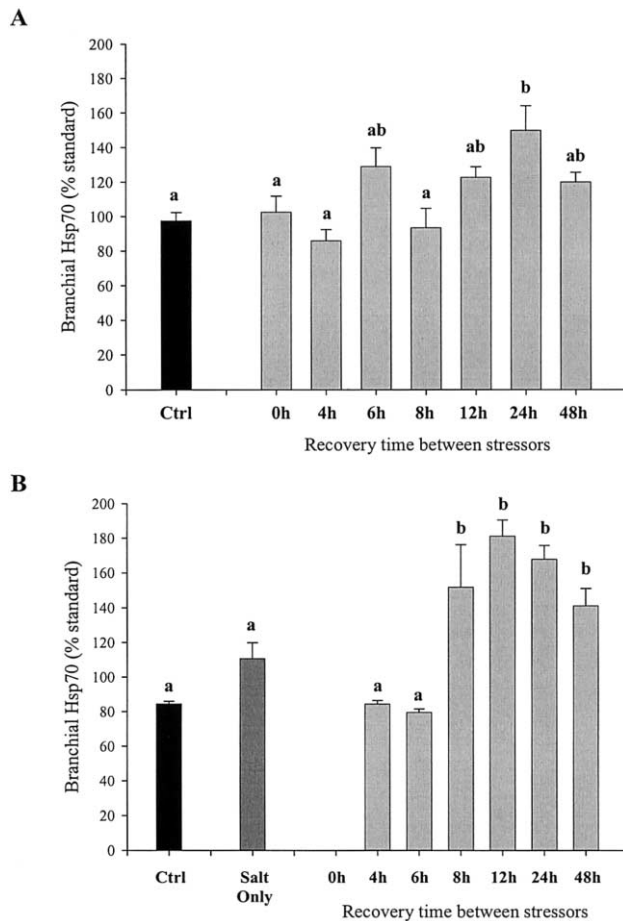 A
200
b
180
160
ab
ab
ab
140
a
a
120
a
a
100
80
60
40
20
0
Branchial Hsp70 (% standard)
Ctrl 0h 4h 6h 8h 12h 24h 48h
Recovery time between stressors
B
200
b
b
180
b
b
160
140
a
120
100
a
a
a
80
60
40
20
0
Branchial Hsp70 (% standard)
Ctrl Salt Only 0h 4h 6h 8h 12h 24h 48h
Recovery time between stressors